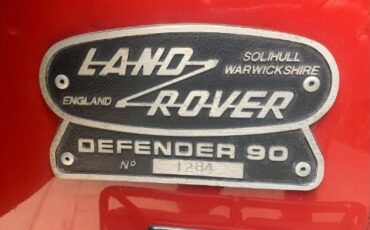 LAND ROVER
SOLIHULL
WARWICKSHIRE
ENGLAND
DEFENDER 90
Nº 1284